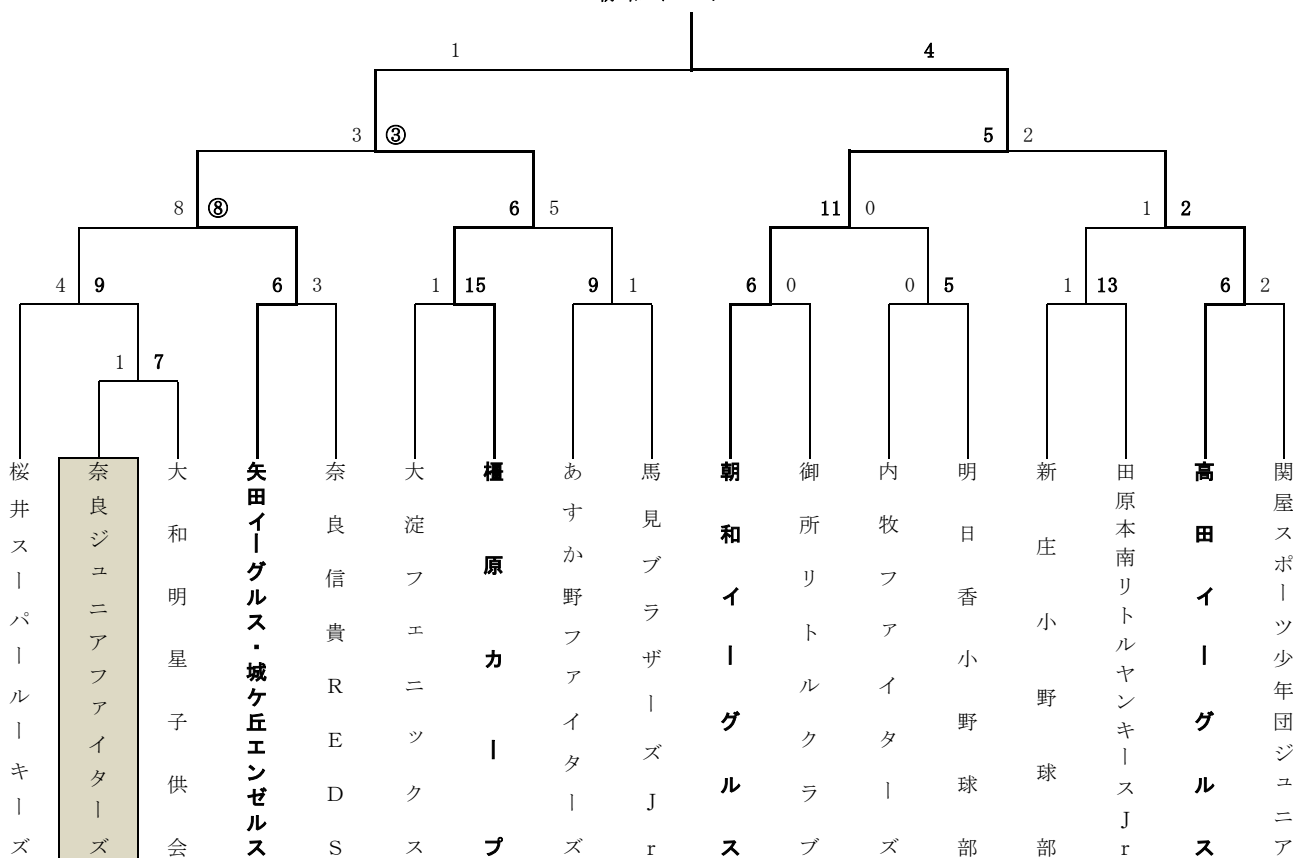 1 4
3 ③ 5 2
8 ⑧ 6 5 11 0 1 2
4 9 6 3 1 15 9 1 6 0 0 5 1 13 6 2
1 7
桜井スーパールーキーズ
奈良ジュニアファイターズ
大和明星子供会
矢田イーグルス・城ケ丘エンゼルス
奈良信貴REDS
大淀フェニックス
橿原カープ
あすか野ファイターズ
馬見ブラザーズJr
朝和イーグルス
御所リトルクラブ
内牧ファイターズ
明日香小野球部
新庄小野球部
田原本南リトルヤンキースJr
高田イーグルス
関屋スポーツ少年団ジュニア